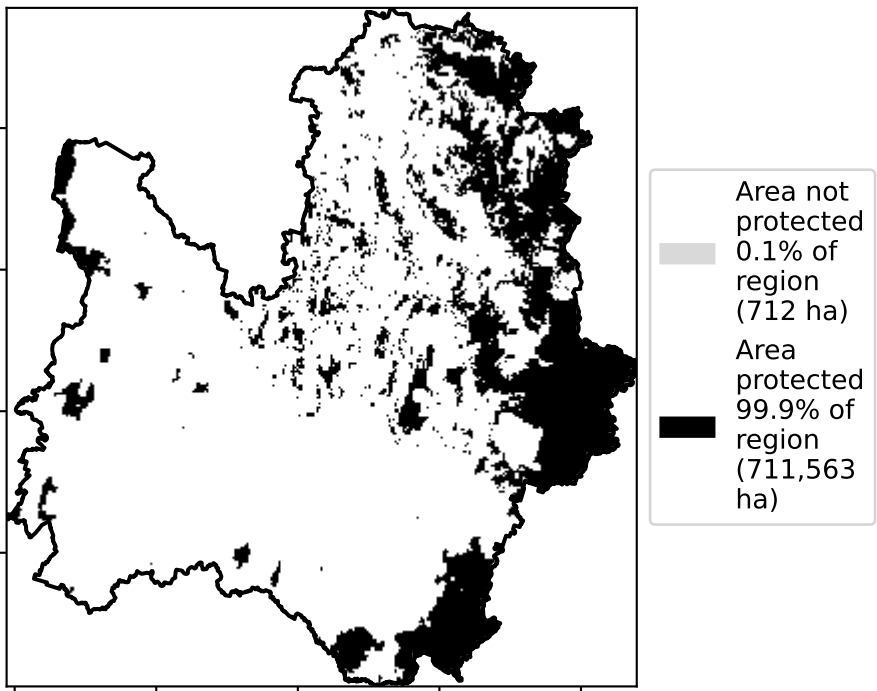 Area not
protected
0.1% of
region
(712 ha)
Area
protected
99.9% of
region
(711,563
ha)